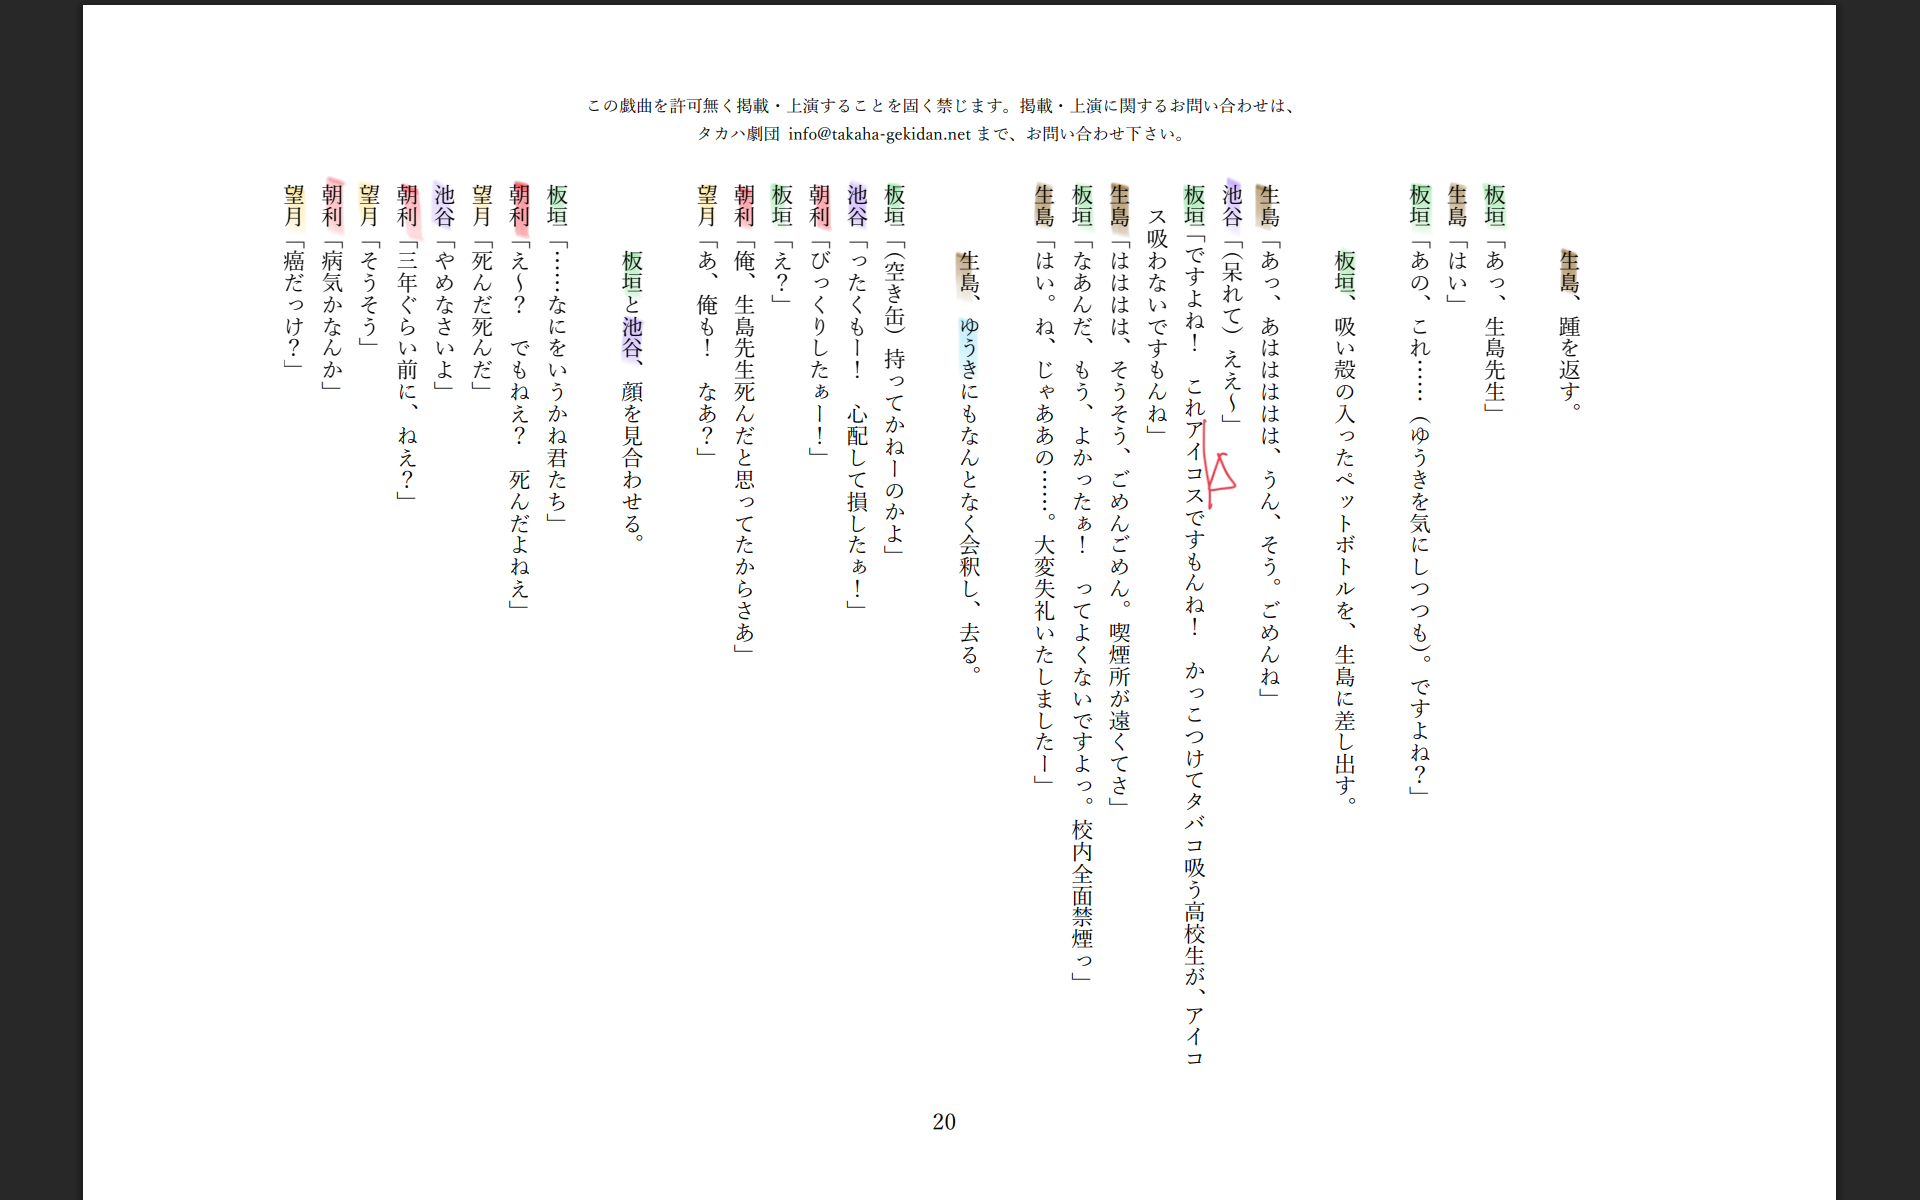 この戯曲を許可無く掲載・上演することを固く禁じます。掲載・上演に関するお問い合わせは、
タカハ劇団 info@takaha-gekidan.net まで、お問い合わせ下さい。
生島、踵を返す。
板垣「あっ、生島先生」
生島「はい」
板垣「あの、これ……（ゆうきを気にしつつも）。ですよね？」
板垣、吸い殻の入ったペットボトルを、生島に差し出す。
生島「あっ、あはははは、うん、そう。ごめんね」
池谷「（呆れて）ええ～」
板垣「ですよね！　これアイコスですもんね！　かっこつけてタバコ吸う高校生が、アイコ
ス吸わないですもんね」
生島「はははは、そうそう、ごめんごめん。喫煙所が遠くてさ」
板垣「なあんだ、もう、よかったぁ！　ってよくないですよっ。校内全面禁煙っ」
生島「はい。ね、じゃああの……。大変失礼いたしましたー」
生島、ゆうきにもなんとなく会釈し、去る。
板垣「（空き缶）持ってかねーのかよ」
池谷「ったくもー！　心配して損したぁ！」
朝利「びっくりしたぁー！」
板垣「え？」
朝利「俺、生島先生死んだと思ってたからさあ」
望月「あ、俺も！　なあ？」
板垣と池谷、顔を見合わせる。
板垣「……なにをいうかね君たち」
朝利「え～？　でもねえ？　死んだよねえ」
望月「死んだ死んだ」
池谷「やめなさいよ」
朝利「三年ぐらい前に、ねえ？」
望月「そうそう」
朝利「病気かなんか」
望月「癌だっけ？」
20